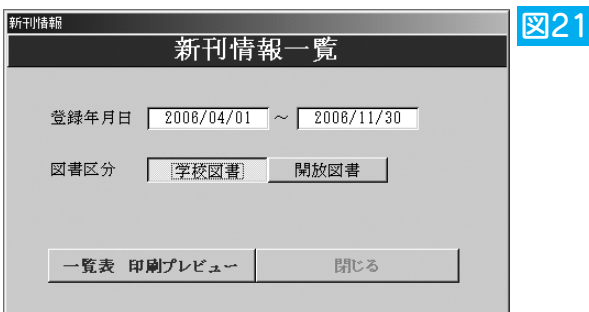 新刊情報
図21
新刊情報一覧
登録年月日 2006/04/01 ～ 2006/11/30
図書区分 学校図書 開放図書
一覧表 印刷プレビュー 閉じる